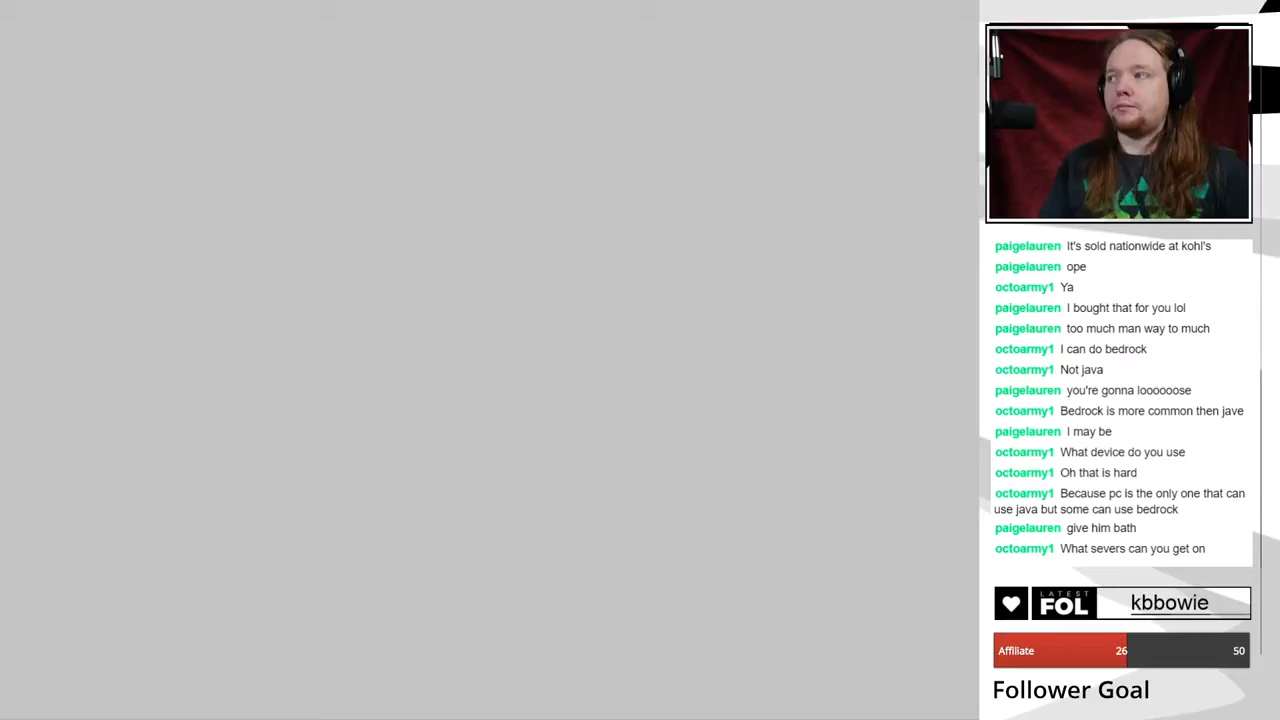 paigelauren It's sold nationwide at kohl's
paigelauren ope
octoarmy1 Ya
paigelauren I bought that for you lol
paigelauren too much man way to much
octoarmy1 I can do bedrock
octoarmy1 Not java
paigelauren you're gonna loooooose
octoarmy1 Bedrock is more common then jave
paigelauren I may be
octoarmy1 What device do you use
octoarmy1 Oh that is hard
octoarmy1 Because pc is the only one that can
use java but some can use bedrock
paigelauren give him bath
octoarmy1 What severs can you get on
LATEST
FOL kbbowie
Affiliate 26 50
Follower Goal